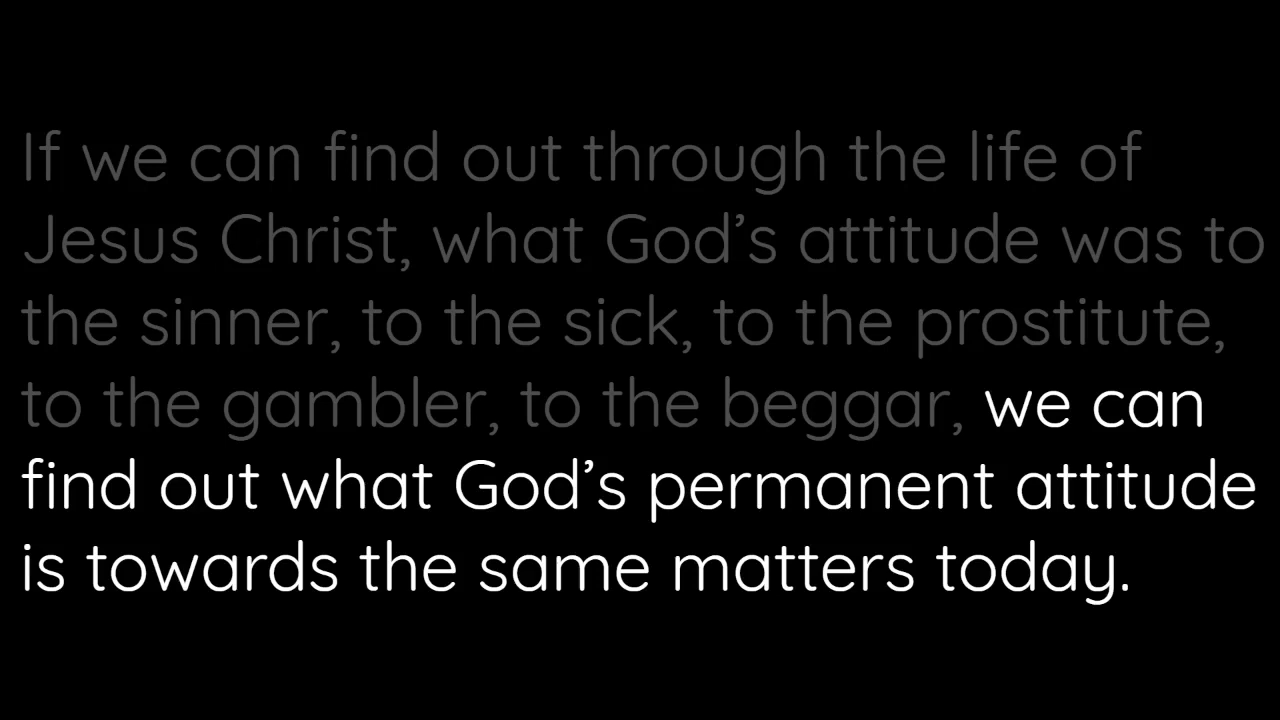 If we can find out through the life of
Jesus Christ, what God’s attitude was to
the sinner, to the sick, to the prostitute,
to the gambler, to the beggar, we can
find out what God’s permanent attitude
is towards the same matters today.